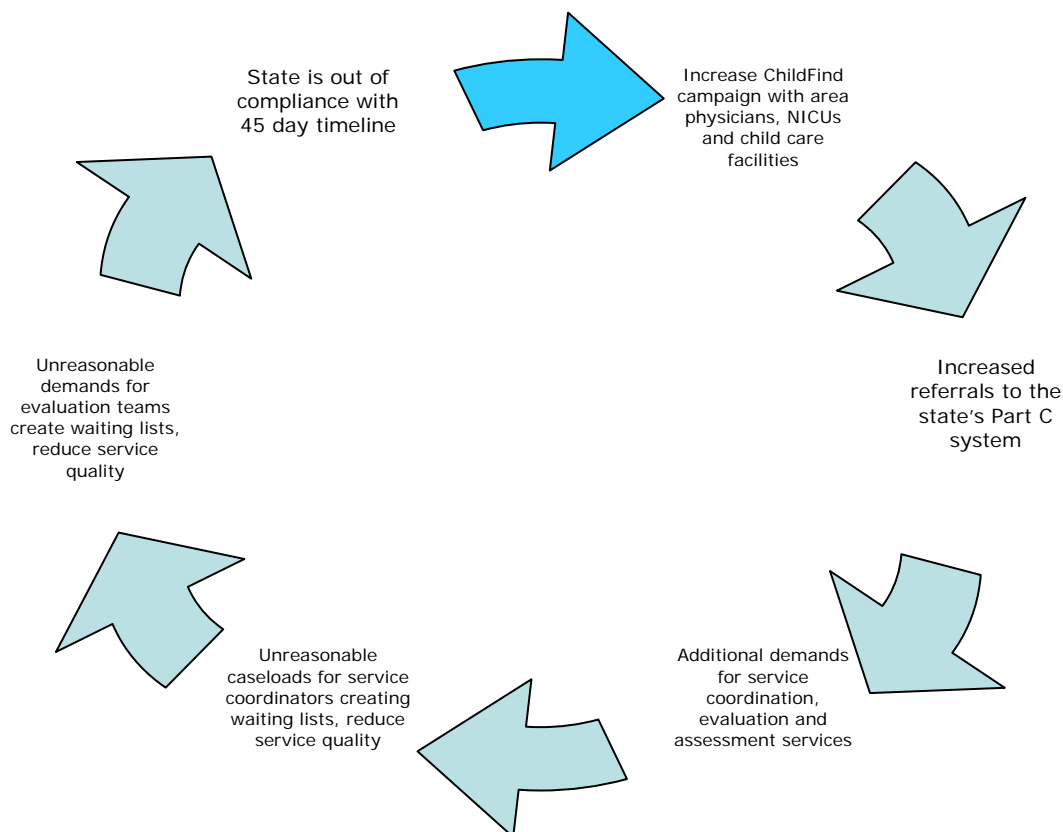 State is out of
compliance with
45 day timeline
Increase ChildFind
campaign with area
physicians, NICUs
and child care
facilities
Increased
referrals to the
state's Part C
system
Additional demands
for service
coordination,
evaluation and
assessment services
Unreasonable
caseloads for service
coordinators creating
waiting lists, reduce
service quality
Unreasonable
demands for
evaluation teams
create waiting lists,
reduce service
quality